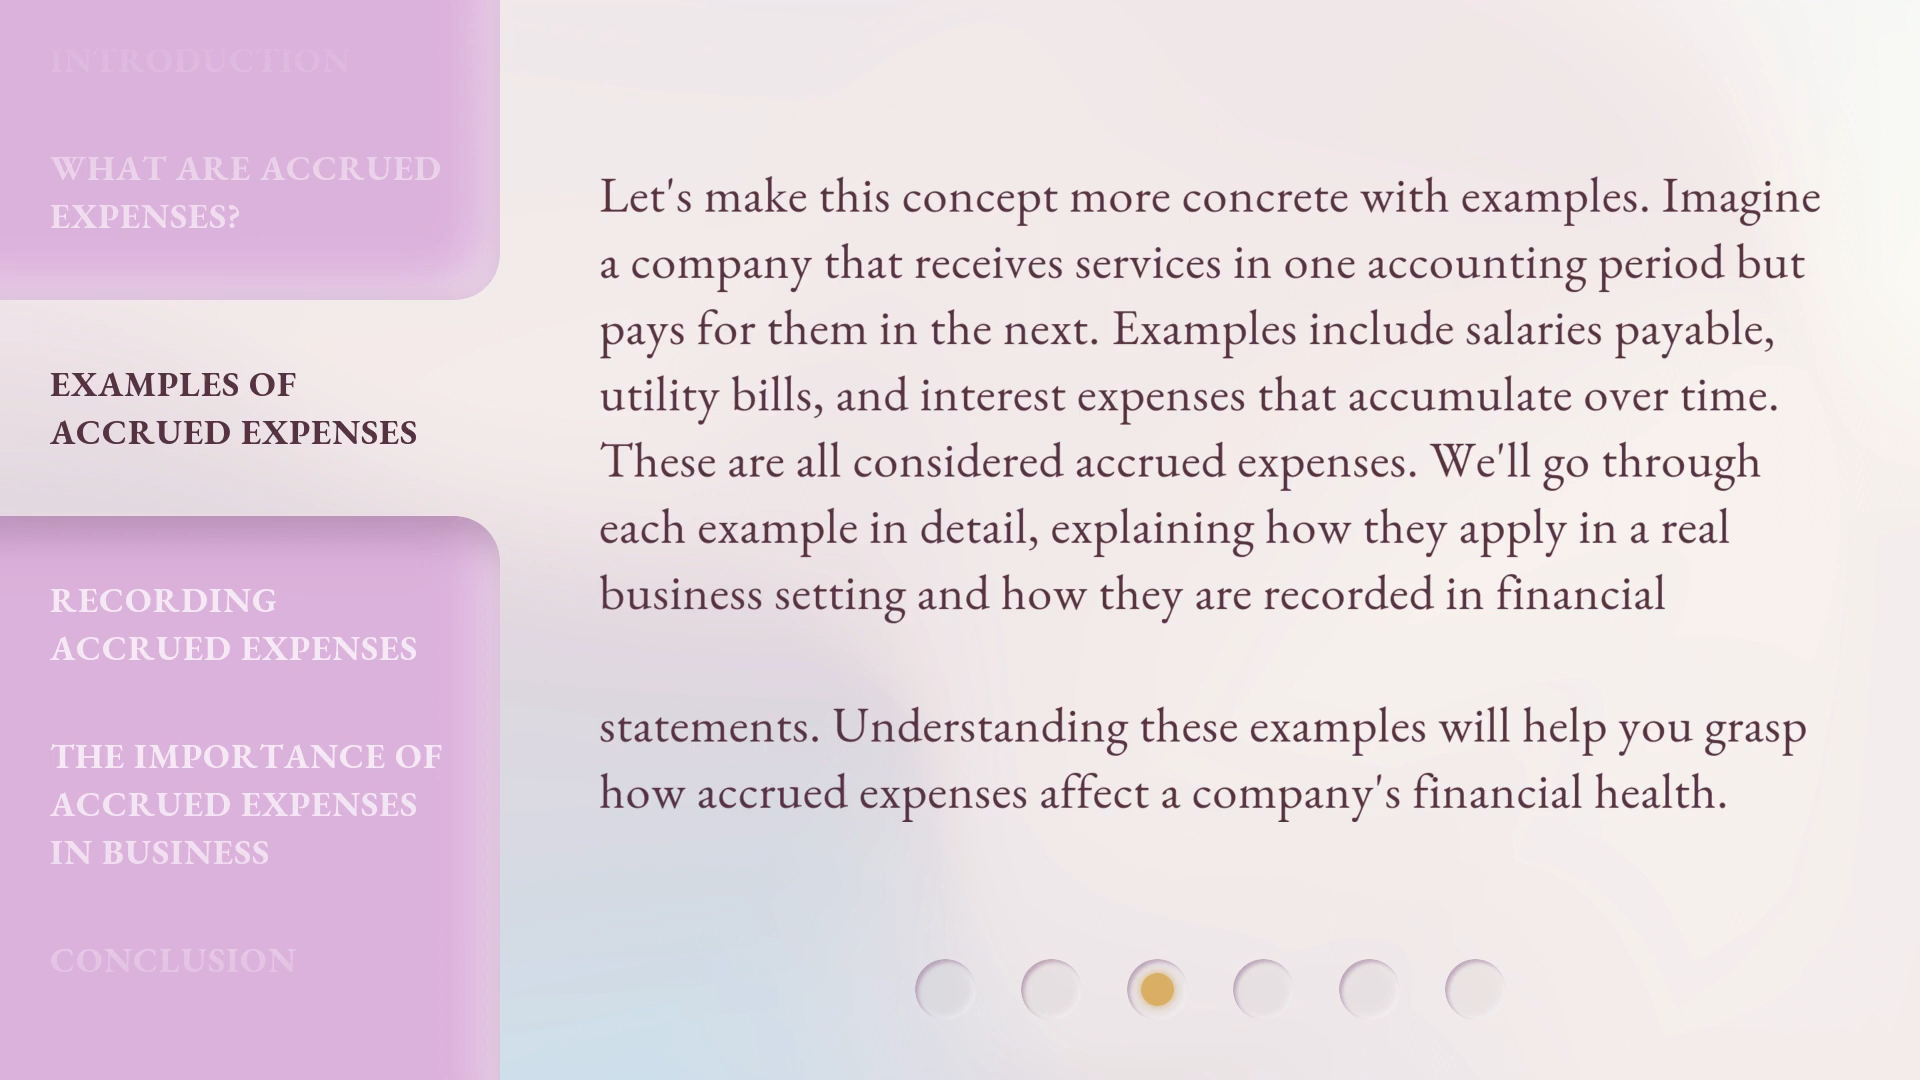 INTRODUCTION
WHAT ARE ACCRUED
EXPENSES?
EXAMPLES OF
ACCRUED EXPENSES
RECORDING
ACCRUED EXPENSES
THE IMPORTANCE OF
ACCRUED EXPENSES
IN BUSINESS
CONCLUSION
Let's make this concept more concrete with examples. Imagine
a company that receives services in one accounting period but
pays for them in the next. Examples include salaries payable,
utility bills, and interest expenses that accumulate over time.
These are all considered accrued expenses. We'll go through
each example in detail, explaining how they apply in a real
business setting and how they are recorded in financial
statements. Understanding these examples will help you grasp
how accrued expenses affect a company's financial health.